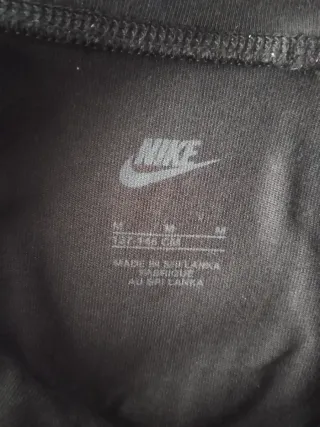 NIKE
M M M
137-146 CM
MADE IN SRI LANKA
FABRIQUE
AU SRI LANKA